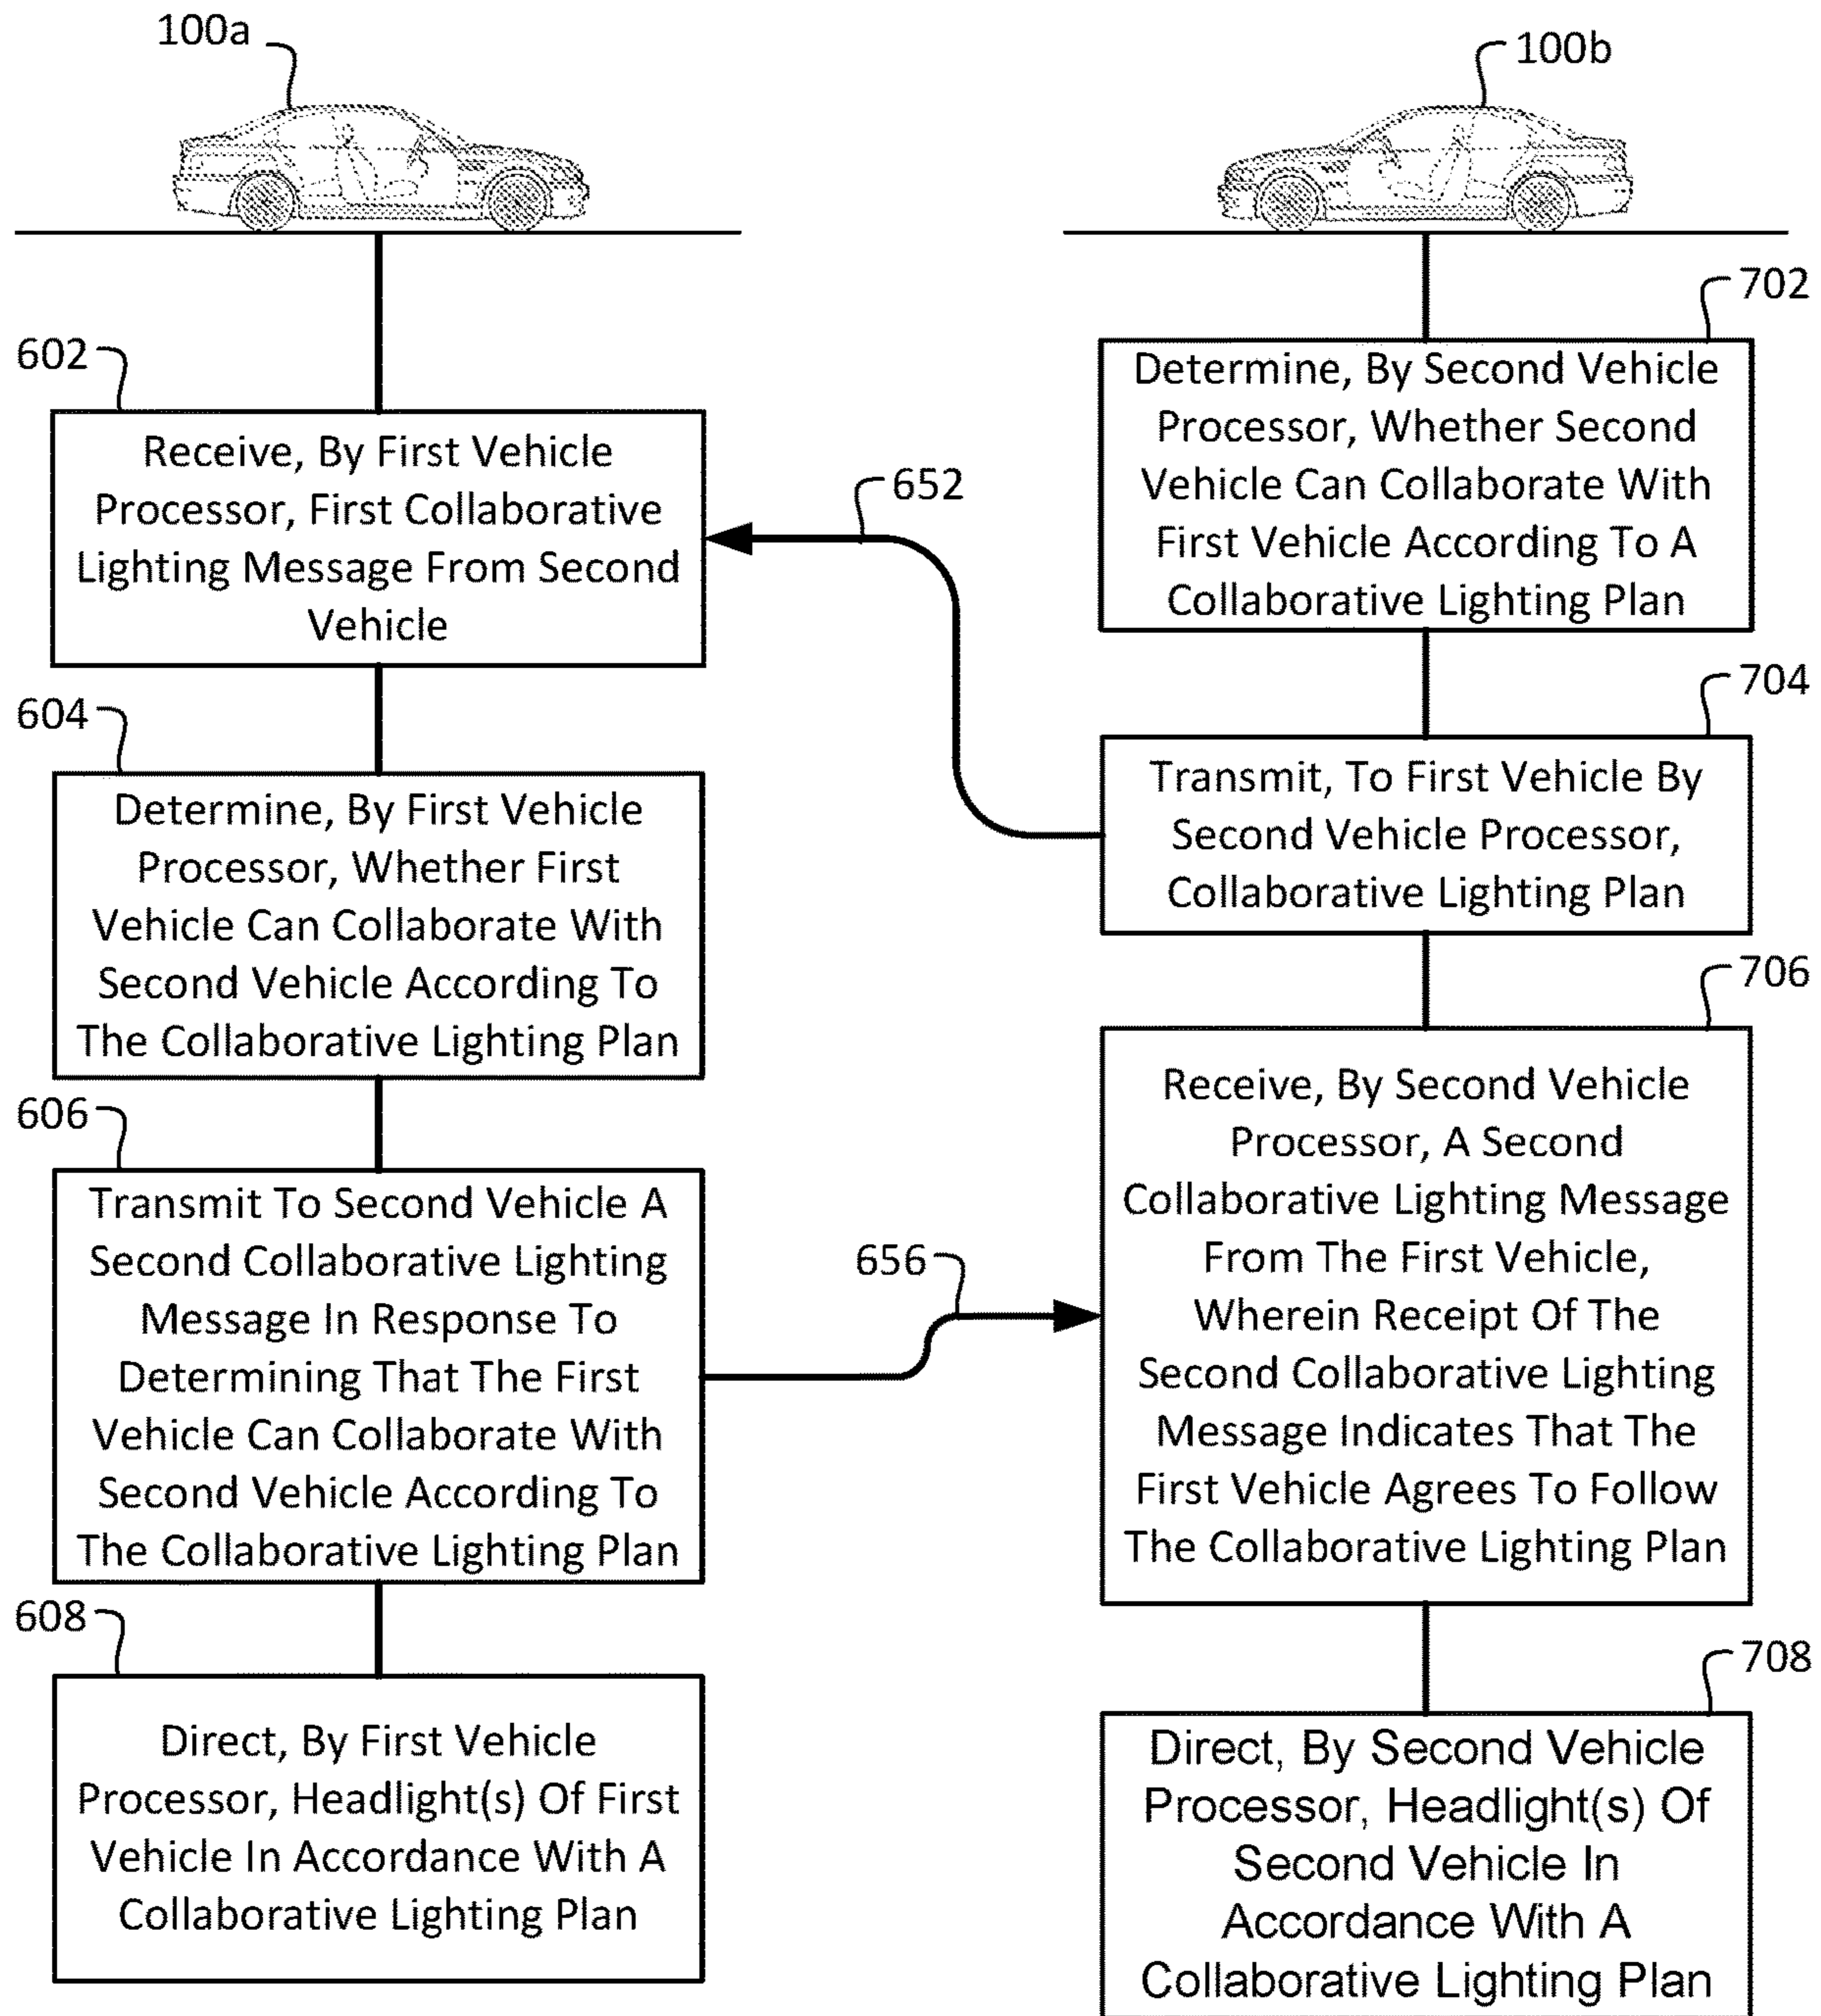 100a
100b
602
Receive, By First Vehicle
Processor, First Collaborative
Lighting Message From Second
Vehicle
604
Determine, By First Vehicle
Processor, Whether First
Vehicle Can Collaborate With
Second Vehicle According To
The Collaborative Lighting Plan
606
Transmit To Second Vehicle A
Second Collaborative Lighting
Message In Response To
Determining That The First
Vehicle Can Collaborate With
Second Vehicle According To
The Collaborative Lighting Plan
608
Direct, By First Vehicle
Processor, Headlight(s) Of First
Vehicle In Accordance With A
Collaborative Lighting Plan
652
656
702
Determine, By Second Vehicle
Processor, Whether Second
Vehicle Can Collaborate With
First Vehicle According To A
Collaborative Lighting Plan
704
Transmit, To First Vehicle By
Second Vehicle Processor,
Collaborative Lighting Plan
706
Receive, By Second Vehicle
Processor, A Second
Collaborative Lighting Message
From The First Vehicle,
Wherein Receipt Of The
Second Collaborative Lighting
Message Indicates That The
First Vehicle Agrees To Follow
The Collaborative Lighting Plan
708
Direct, By Second Vehicle
Processor, Headlight(s) Of
Second Vehicle In
Accordance With A
Collaborative Lighting Plan